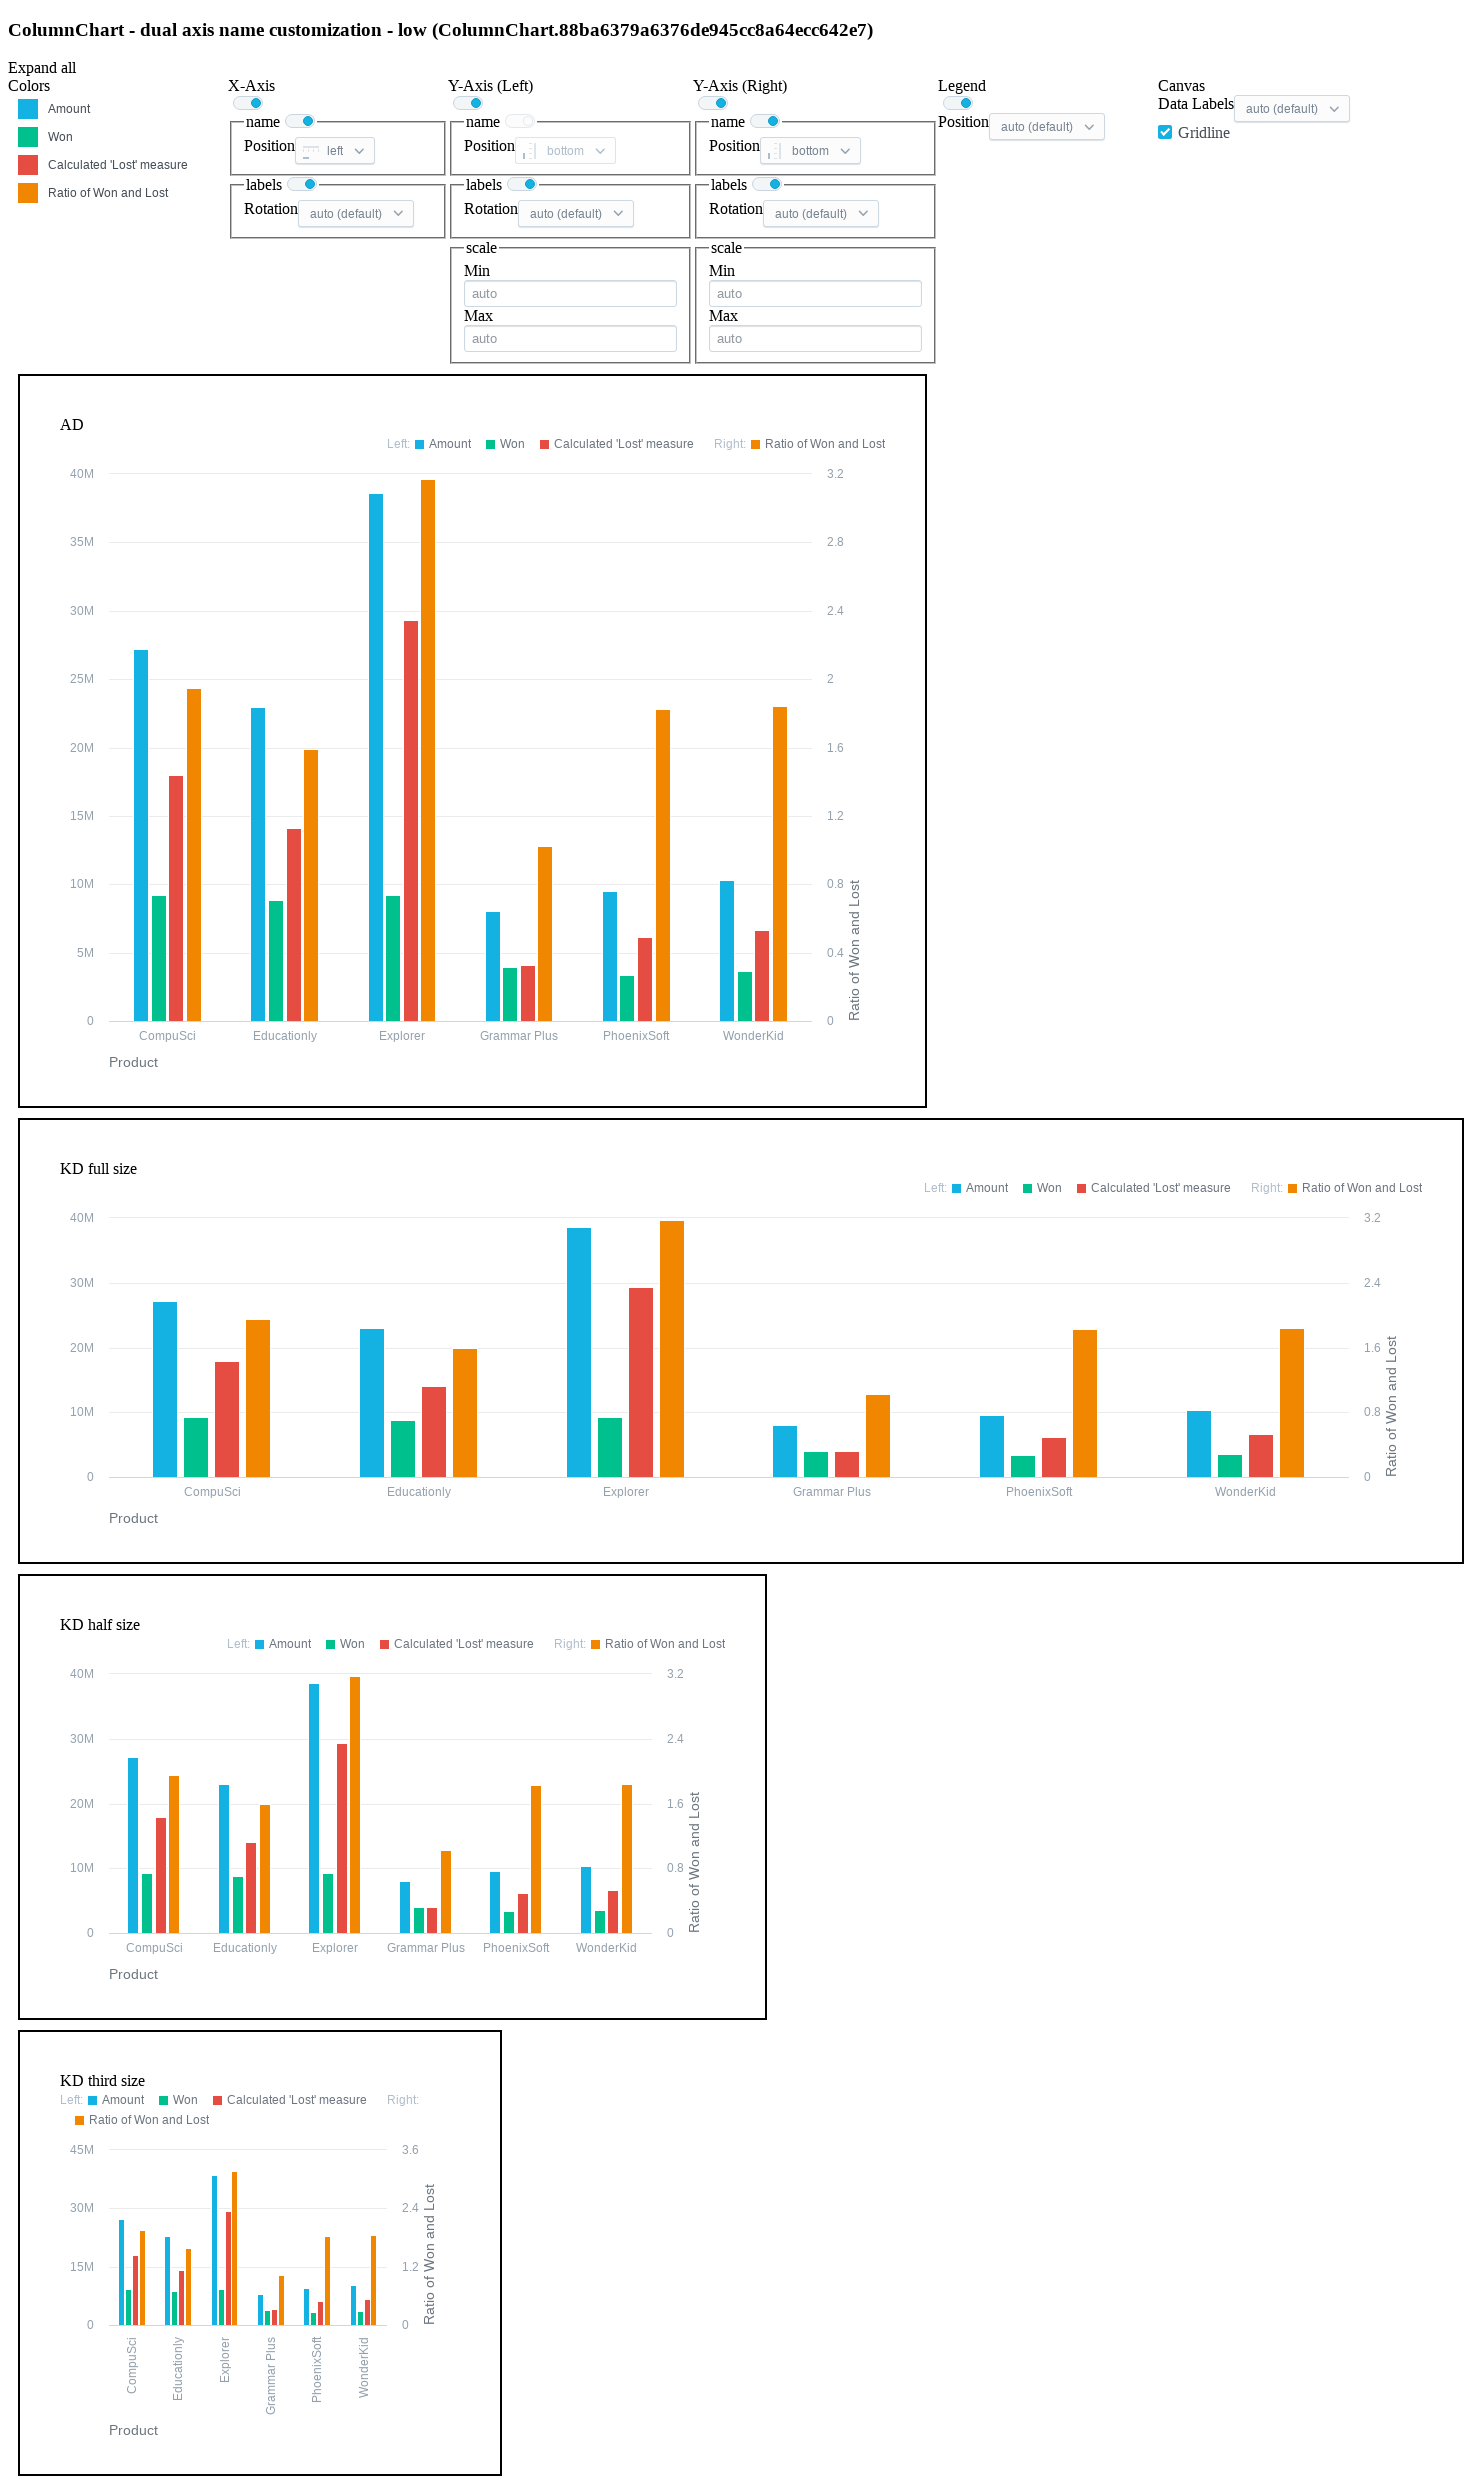 ColumnChart - dual axis name customization - low (ColumnChart.88ba6379a6376de945cc8a64ecc642e7)
Expand all
Colors
Amount
Won
Calculated 'Lost' measure
Ratio of Won and Lost
X-Axis
name
Position left
labels
Rotation auto (default)
Y-Axis (Left)
name
Position bottom
labels
Rotation auto (default)
scale
Min
auto
Max
auto
Y-Axis (Right)
name
Position bottom
labels
Rotation auto (default)
scale
Min
auto
Max
auto
Legend
Position auto (default)
Canvas
Data Labels auto (default)
Gridline
AD
Left: Amount Won Calculated 'Lost' measure Right: Ratio of Won and Lost
40M 3.2
35M 2.8
30M 2.4
25M 2
20M 1.6
15M 1.2
10M 0.8
5M 0.4
0 0
Ratio of Won and Lost
CompuSci Educationly Explorer Grammar Plus PhoenixSoft WonderKid
Product
KD full size
Left: Amount Won Calculated 'Lost' measure Right: Ratio of Won and Lost
40M 3.2
30M 2.4
20M 1.6
10M 0.8
0 0
Ratio of Won and Lost
CompuSci Educationly Explorer Grammar Plus PhoenixSoft WonderKid
Product
KD half size
Left: Amount Won Calculated 'Lost' measure Right: Ratio of Won and Lost
40M 3.2
30M 2.4
20M 1.6
10M 0.8
0 0
Ratio of Won and Lost
CompuSci Educationly Explorer Grammar Plus PhoenixSoft WonderKid
Product
KD third size
Left: Amount Won Calculated 'Lost' measure Right:
Ratio of Won and Lost
45M 3.6
30M 2.4
15M 1.2
0 0
Ratio of Won and Lost
CompuSci Educationly Explorer Grammar Plus PhoenixSoft WonderKid
Product